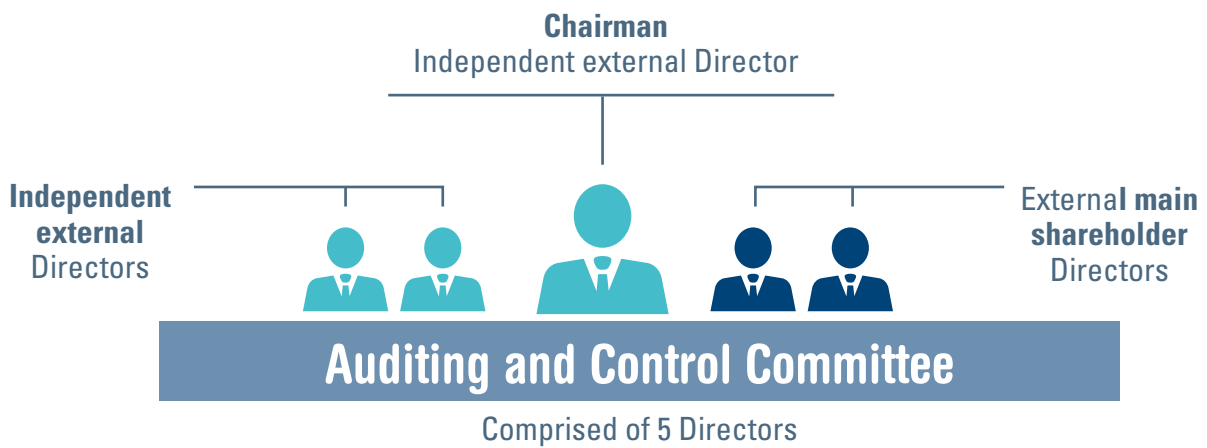 Chairman
Independent external Director
Independent
external
Directors
External main
shareholder
Directors
Auditing and Control Committee
Comprised of 5 Directors